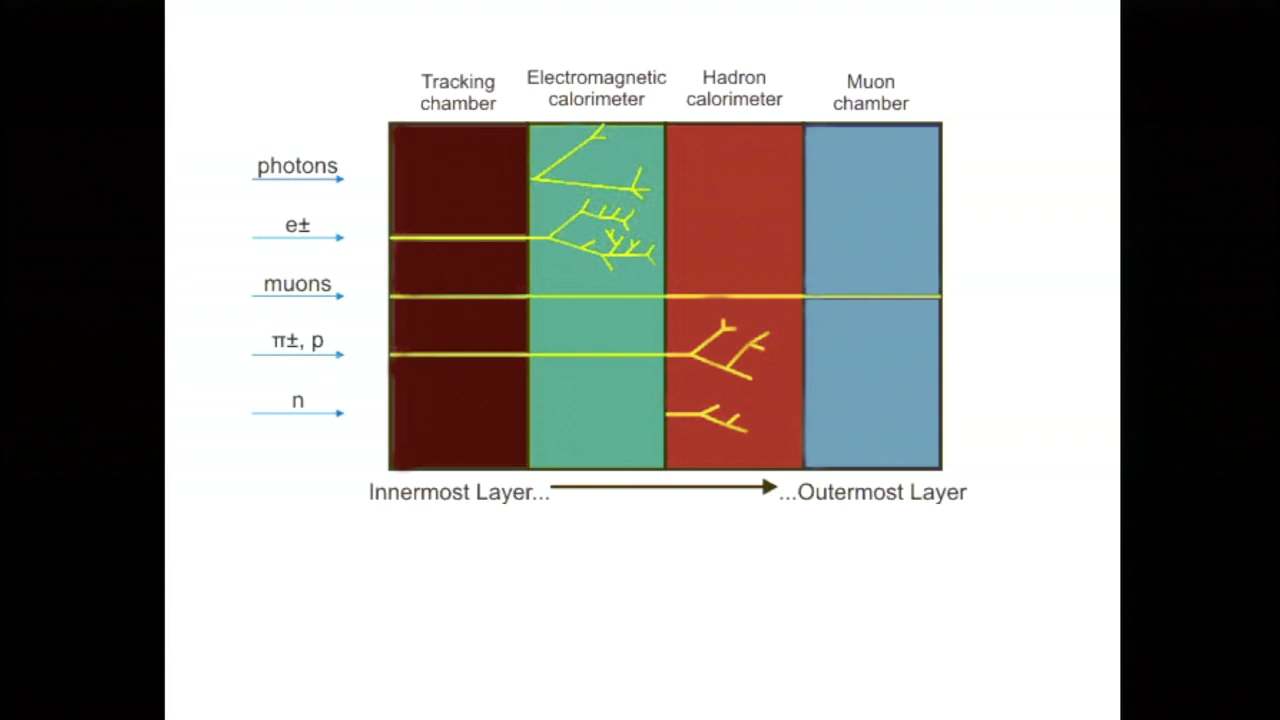 Tracking
chamber
Electromagnetic
calorimeter
Hadron
calorimeter
Muon
chamber
photons
e±
muons
π±, p
n
Innermost Layer...
...Outermost Layer